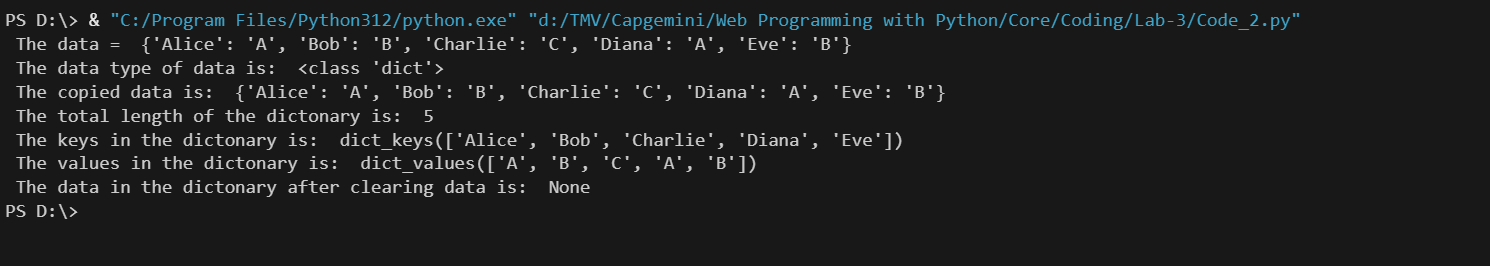 PS D:\> & "C:/Program Files/Python312/python.exe" "d:/TMV/Capgemini/Web Programming with Python/Core/Coding/Lab-3/Code_2.py"
 The data =  {'Alice': 'A', 'Bob': 'B', 'Charlie': 'C', 'Diana': 'A', 'Eve': 'B'}
 The data type of data is:  <class 'dict'>
 The copied data is:  {'Alice': 'A', 'Bob': 'B', 'Charlie': 'C', 'Diana': 'A', 'Eve': 'B'}
 The total length of the dictonary is:  5
 The keys in the dictonary is:  dict_keys(['Alice', 'Bob', 'Charlie', 'Diana', 'Eve'])
 The values in the dictonary is:  dict_values(['A', 'B', 'C', 'A', 'B'])
 The data in the dictonary after clearing data is:  None
PS D:\>